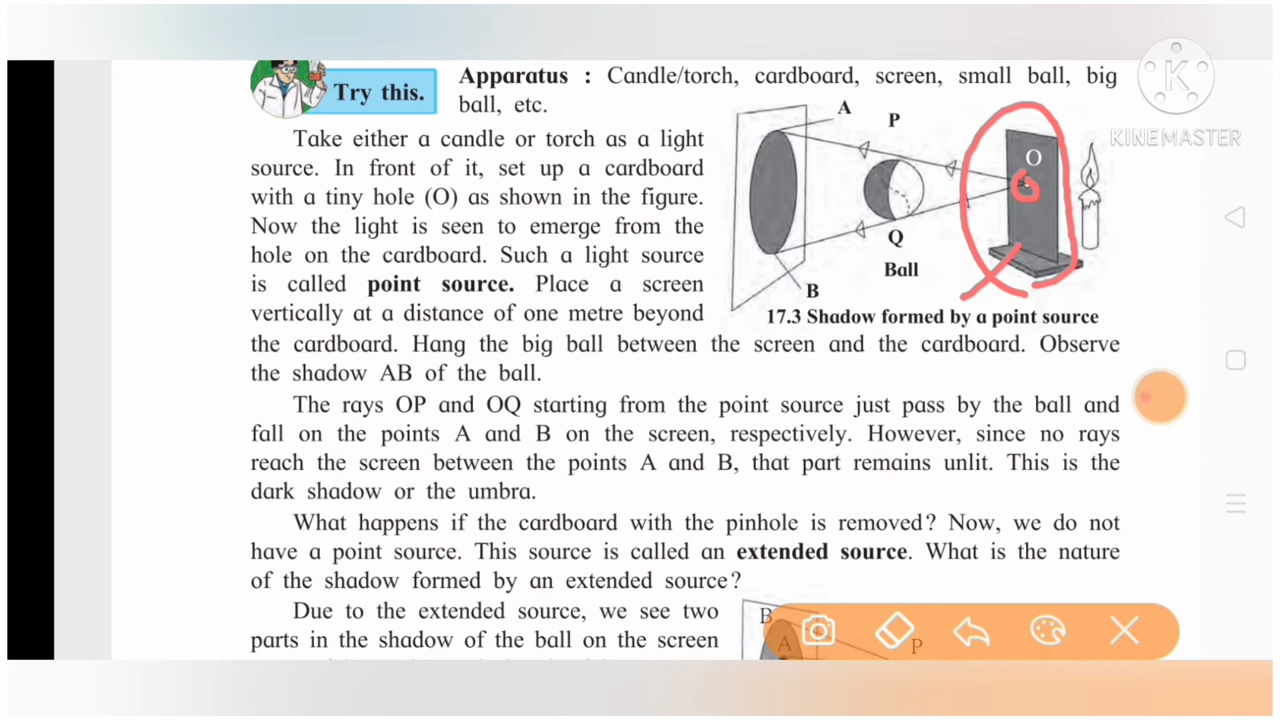 KINEMASTER
Try this.
Apparatus : Candle/torch, cardboard, screen, small ball, big
ball, etc.
Take either a candle or torch as a light
source. In front of it, set up a cardboard
with a tiny hole (O) as shown in the figure.
Now the light is seen to emerge from the
hole on the cardboard. Such a light source
is called point source. Place a screen
vertically at a distance of one metre beyond
A
P
O
Q
Ball
B
17.3 Shadow formed by a point source
the cardboard. Hang the big ball between the screen and the cardboard. Observe
the shadow AB of the ball.
The rays OP and OQ starting from the point source just pass by the ball and
fall on the points A and B on the screen, respectively. However, since no rays
reach the screen between the points A and B, that part remains unlit. This is the
dark shadow or the umbra.
What happens if the cardboard with the pinhole is removed? Now, we do not
have a point source. This source is called an extended source. What is the nature
of the shadow formed by an extended source?
Due to the extended source, we see two
parts in the shadow of the ball on the screen
B
A
P